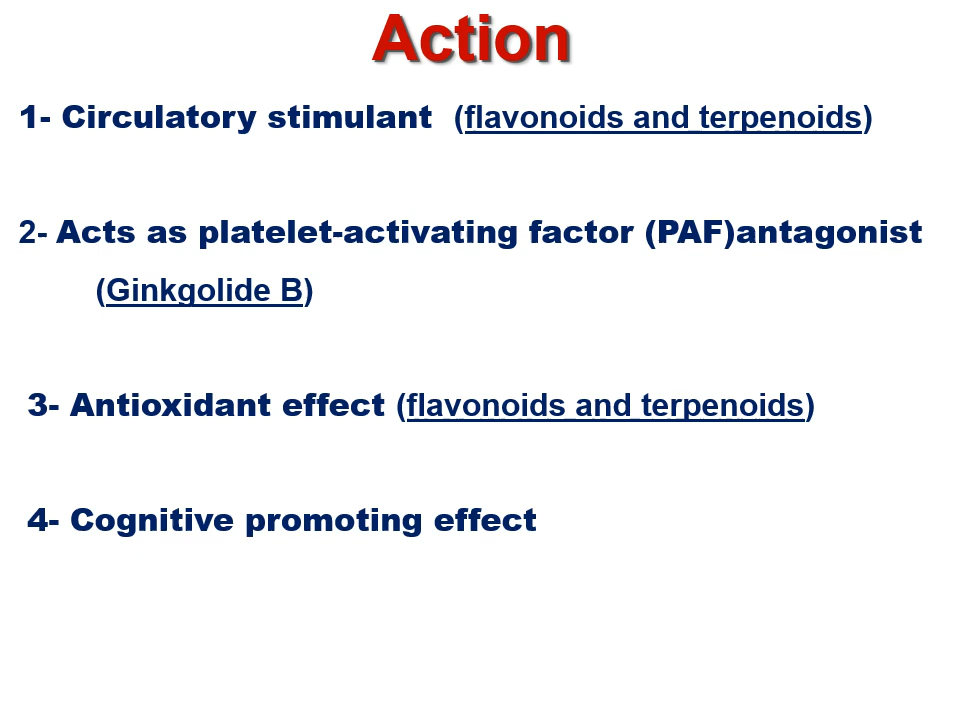 Action
1- Circulatory stimulant (flavonoids and terpenoids)
2- Acts as platelet-activating factor (PAF)antagonist
(Ginkgolide B)
3- Antioxidant effect (flavonoids and terpenoids)
4- Cognitive promoting effect